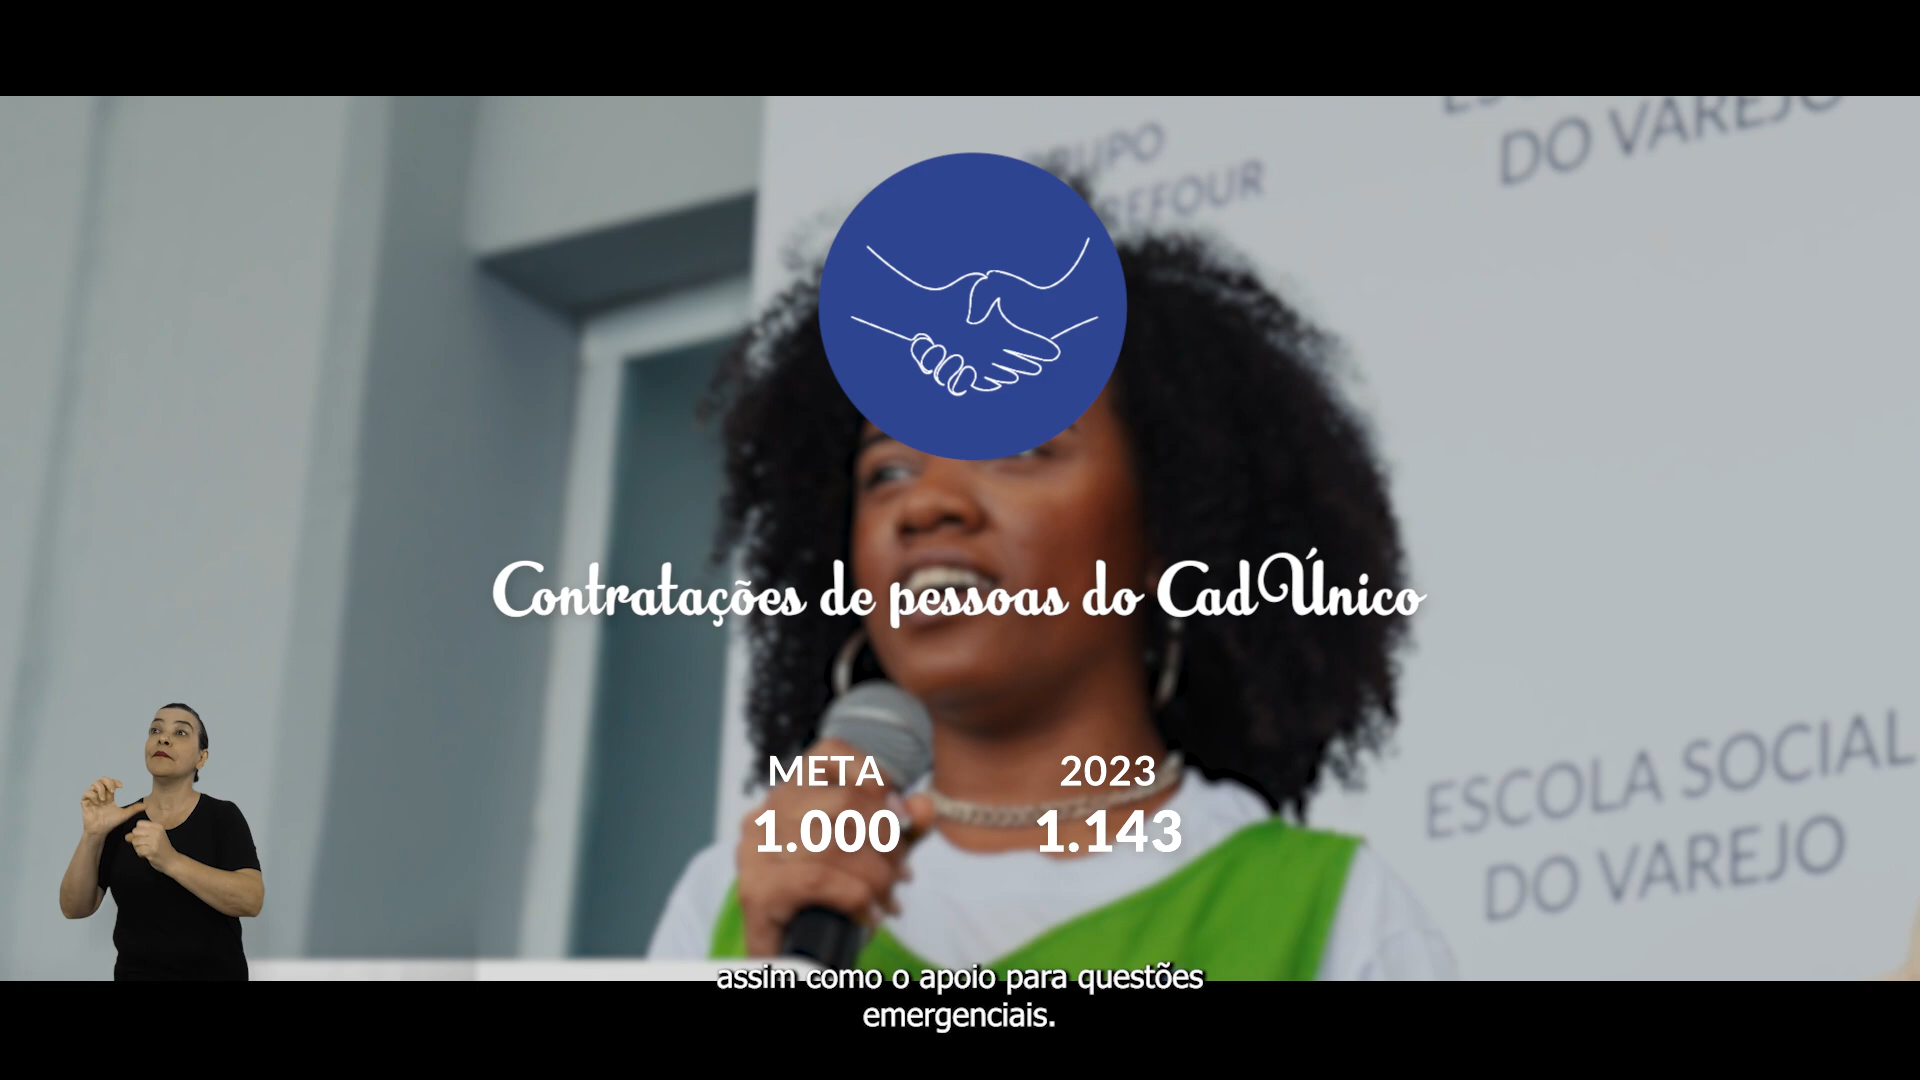 DO VAREJO
Contratações de pessoas do CadÚnico
META
1.000
2023
1.143
ESCOLA SOCIAL
DO VAREJO
assim como o apoio para questões
emergenciais.